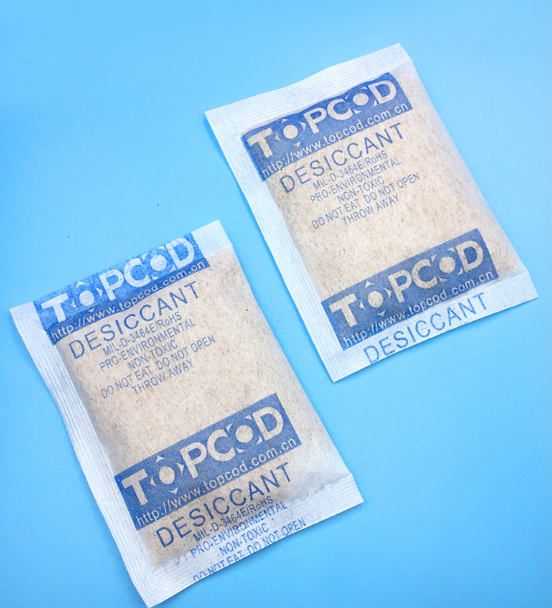 TOPCOD
http://www.topcod.com.cn
DESICCANT
MIL-D-3464E/RoHS
PRO-ENVIRONMENTAL
NON-TOXIC
DO NOT EAT DO NOT OPEN
THROW AWAY
TOPCOD
http://www.topcod.com.cn
DESICCANT
TOPCOD
http://www.topcod.com.cn
DESICCANT
MIL-D-3464E/RoHS
PRO-ENVIRONMENTAL
NON-TOXIC
DO NOT EAT DO NOT OPEN
THROW AWAY
TOPCOD
http://www.topcod.com.cn
DESICCANT
MIL-D-3464E/RoHS
PRO-ENVIRONMENTAL
NON-TOXIC
DO NOT EAT DO NOT OPEN